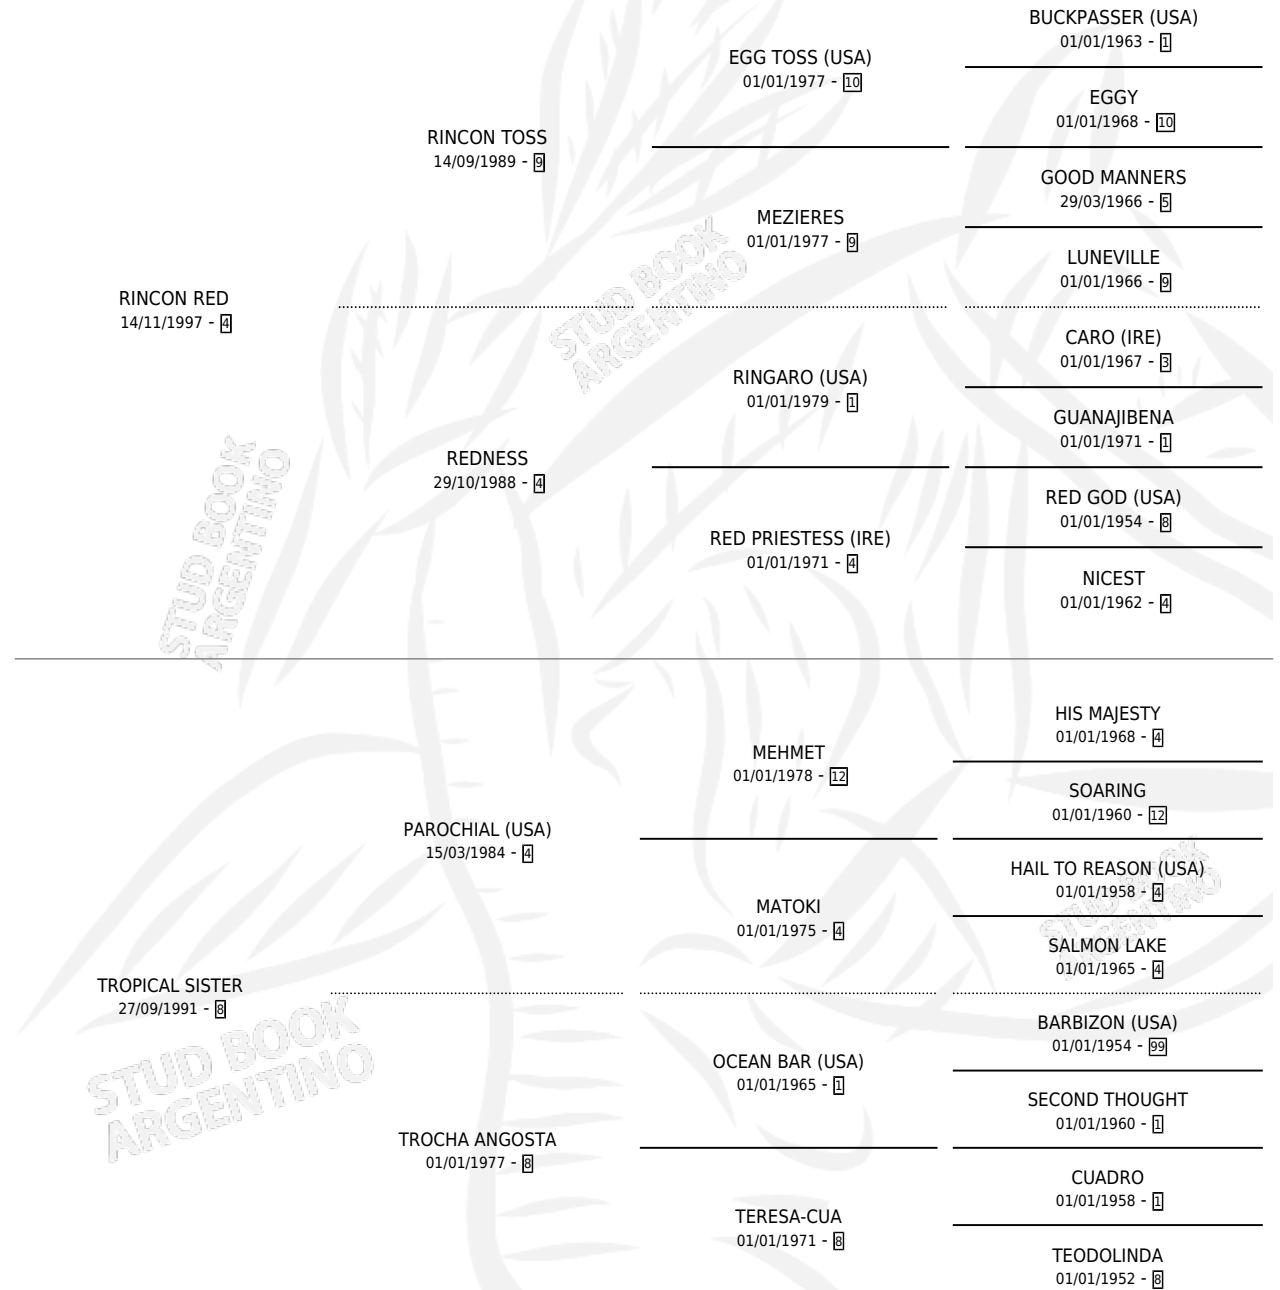 BUCKPASSER (USA)
01/01/1963 - 1
EGG TOSS (USA)
01/01/1977 - 10
EGGY
01/01/1968 - 10
RINCON TOSS
14/09/1989 - 9
GOOD MANNERS
29/03/1966 - 5
MEZIERES
01/01/1977 - 9
LUNEVILLE
01/01/1966 - 9
RINCON RED
14/11/1997 - 4
CARO (IRE)
01/01/1967 - 3
RINGARO (USA)
01/01/1979 - 1
GUANAJIBENA
01/01/1971 - 1
REDNESS
29/10/1988 - 4
RED GOD (USA)
01/01/1954 - 8
RED PRIESTESS (IRE)
01/01/1971 - 4
NICEST
01/01/1962 - 4
STUD BOOK
ARGENTINO
STUD BOOK
ARGENTINO
HIS MAJESTY
01/01/1968 - 4
MEHMET
01/01/1978 - 12
SOARING
01/01/1960 - 12
PAROCHIAL (USA)
15/03/1984 - 4
HAIL TO REASON (USA)
01/01/1958 - 4
MATOKI
01/01/1975 - 4
SALMON LAKE
01/01/1965 - 4
STUD BOOK
ARGENTINO
TROPICAL SISTER
27/09/1991 - 8
BARBIZON (USA)
01/01/1954 - 99
OCEAN BAR (USA)
01/01/1965 - 1
SECOND THOUGHT
01/01/1960 - 1
TROCHA ANGOSTA
01/01/1977 - 8
CUADRO
01/01/1958 - 1
TERESA-CUA
01/01/1971 - 8
TEODOLINDA
01/01/1952 - 8
STUD BOOK
ARGENTINO